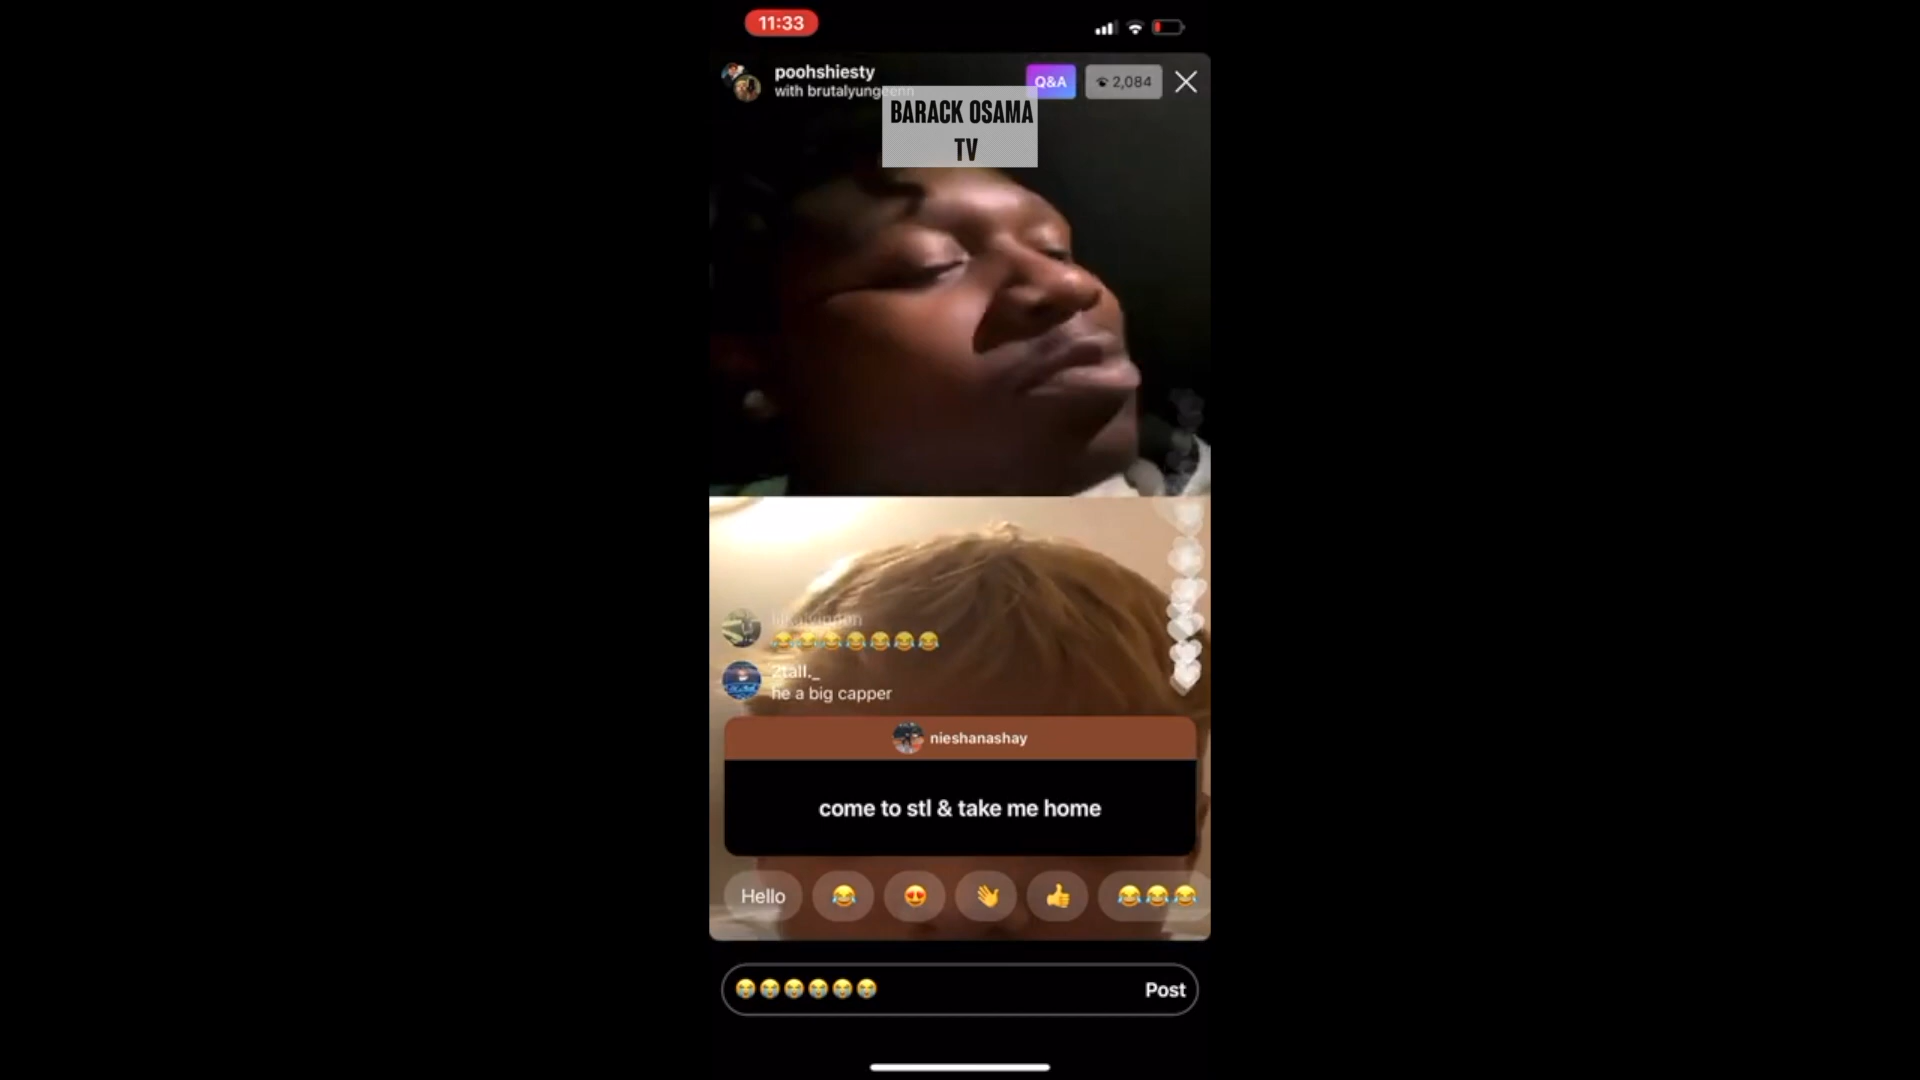 11:33
poohshiesty
with brutalyungeenn
Q&A
2,084
BARACK OSAMA
TV
😂😂😂😂😂😂😂
2tall._
he a big capper
nieshanashay
come to stl & take me home
Hello
😂
😍
👋
👍
😂😂😂
😭😭😭😭😭😭
Post